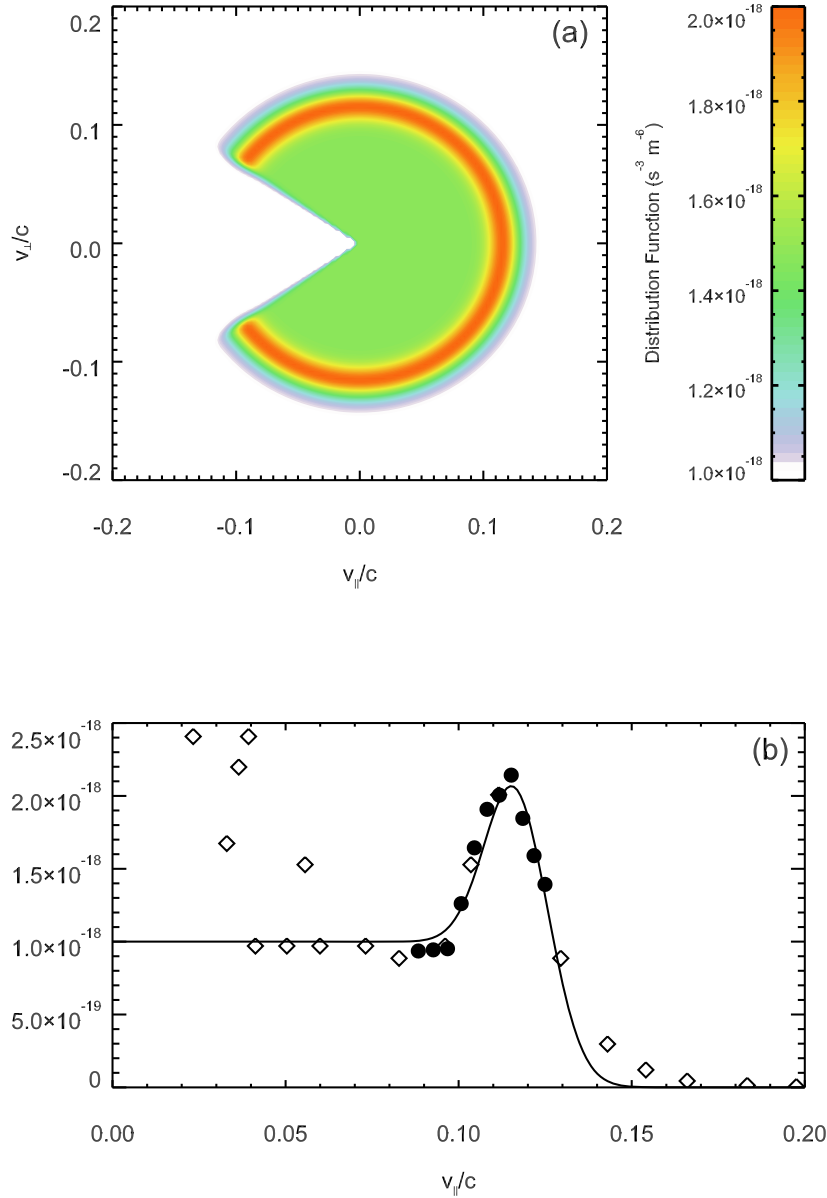 (a)
0.2
0.1
0.0
-0.1
-0.2
v⊥/c
-0.2 -0.1 0.0 0.1 0.2
v∥/c
Distribution Function (s⁻³ m⁻⁶)
2.0×10⁻¹⁸
1.8×10⁻¹⁸
1.6×10⁻¹⁸
1.4×10⁻¹⁸
1.2×10⁻¹⁸
1.0×10⁻¹⁸
(b)
2.5×10⁻¹⁸
2.0×10⁻¹⁸
1.5×10⁻¹⁸
1.0×10⁻¹⁸
5.0×10⁻¹⁹
0
0.00 0.05 0.10 0.15 0.20
v∥/c